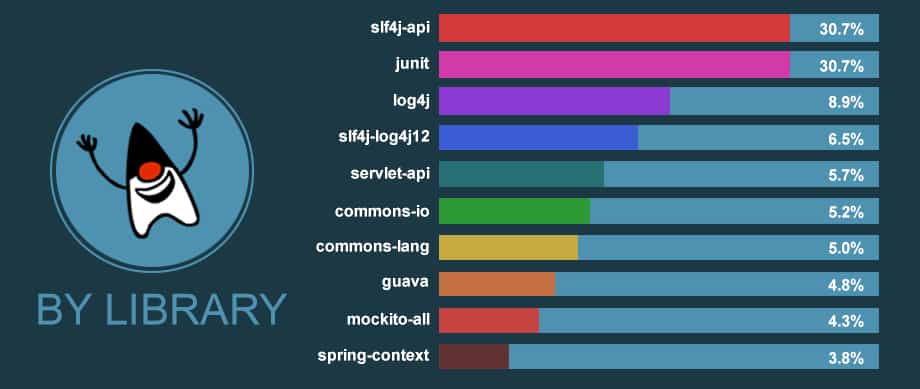 slf4j-api 30.7%
junit 30.7%
log4j 8.9%
slf4j-log4j12 6.5%
servlet-api 5.7%
commons-io 5.2%
commons-lang 5.0%
guava 4.8%
mockito-all 4.3%
spring-context 3.8%
BY LIBRARY